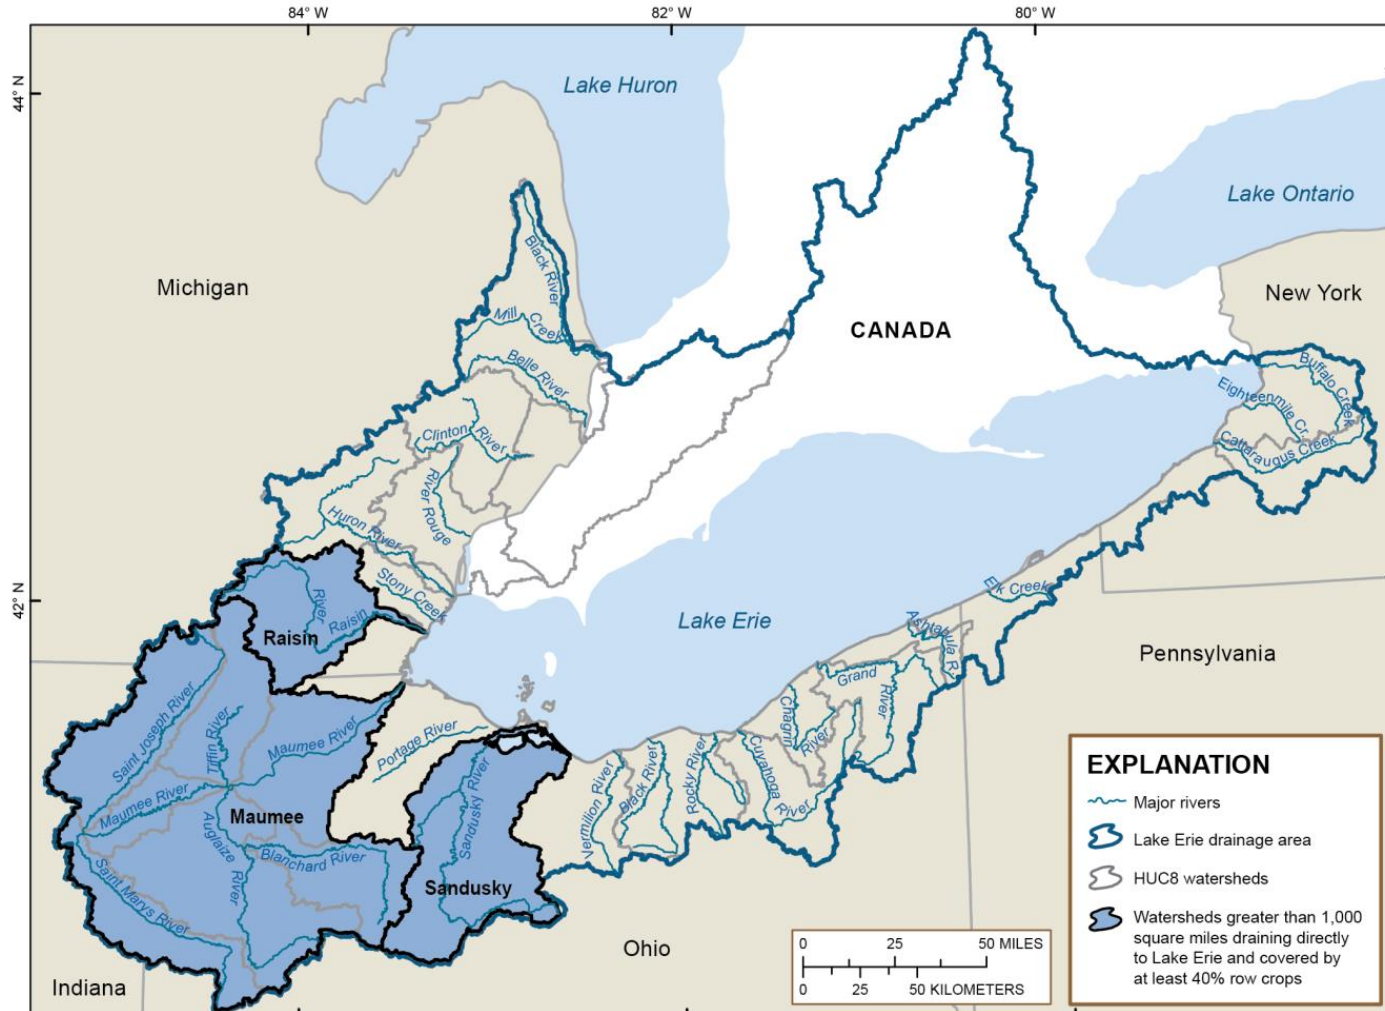 84° W
82° W
80° W
44° N
42° N
Lake Huron
Lake Ontario
Michigan
New York
CANADA
Black River
Mill Creek
Belle River
Clinton River
River Rouge
Huron River
Stony Creek
Buffalo Creek
Eighteenmile Cr.
Cattaraugus Creek
Lake Erie
Elk Creek
Ashtabula R.
Pennsylvania
River Raisin
Raisin
Grand River
Chagrin River
Saint Joseph River
Tiffin River
Maumee River
Portage River
Sandusky River
Vermilion River
Black River
Rocky River
Cuyahoga River
Maumee River
Maumee
Auglaize River
Blanchard River
Saint Marys River
Sandusky
Ohio
Indiana
0 25 50 MILES
0 25 50 KILOMETERS
EXPLANATION
Major rivers
Lake Erie drainage area
HUC8 watersheds
Watersheds greater than 1,000
square miles draining directly
to Lake Erie and covered by
at least 40% row crops